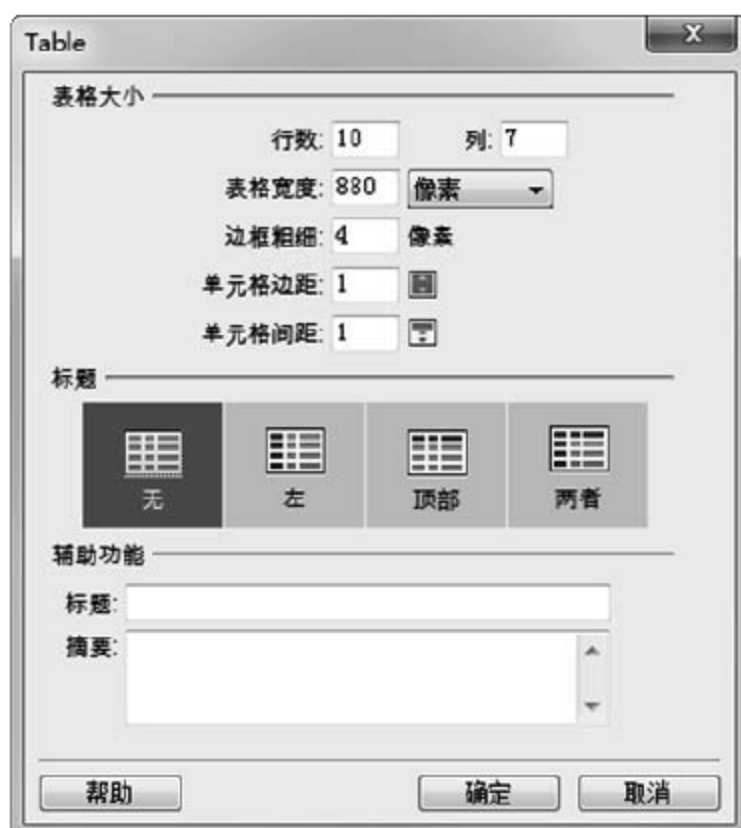 Table
表格大小
行数: 10 列: 7
表格宽度: 880 像素
边框粗细: 4 像素
单元格边距: 1
单元格间距: 1
标题
无 左 顶部 两者
辅助功能
标题:
摘要:
帮助 确定 取消